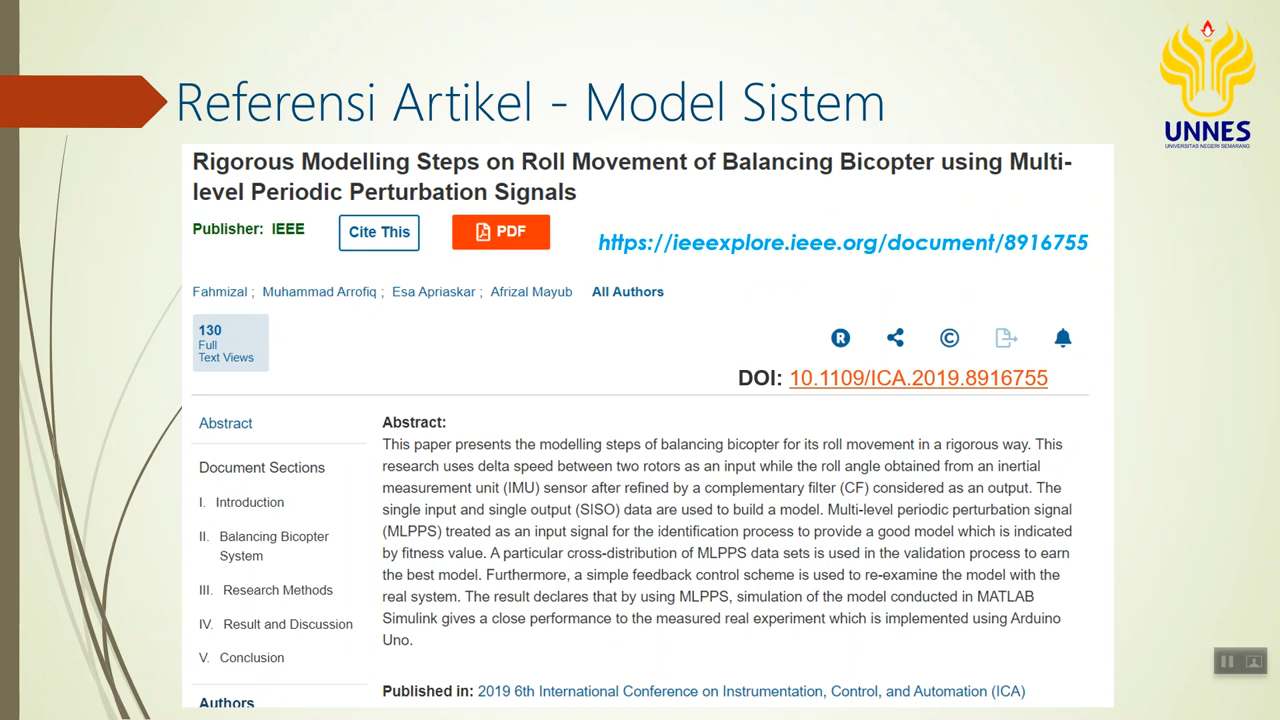 Referensi Artikel - Model Sistem
UNNES
UNIVERSITAS NEGERI SEMARANG
Rigorous Modelling Steps on Roll Movement of Balancing Bicopter using Multi-
level Periodic Perturbation Signals
Publisher: IEEE
Cite This
PDF
https://ieeexplore.ieee.org/document/8916755
Fahmizal ; Muhammad Arrofiq ; Esa Apriaskar ; Afrizal Mayub All Authors
130
Full
Text Views
R
©
DOI: 10.1109/ICA.2019.8916755
Abstract
Document Sections
I. Introduction
II. Balancing Bicopter
System
III. Research Methods
IV. Result and Discussion
V. Conclusion
Authors
Abstract:
This paper presents the modelling steps of balancing bicopter for its roll movement in a rigorous way. This
research uses delta speed between two rotors as an input while the roll angle obtained from an inertial
measurement unit (IMU) sensor after refined by a complementary filter (CF) considered as an output. The
single input and single output (SISO) data are used to build a model. Multi-level periodic perturbation signal
(MLPPS) treated as an input signal for the identification process to provide a good model which is indicated
by fitness value. A particular cross-distribution of MLPPS data sets is used in the validation process to earn
the best model. Furthermore, a simple feedback control scheme is used to re-examine the model with the
real system. The result declares that by using MLPPS, simulation of the model conducted in MATLAB
Simulink gives a close performance to the measured real experiment which is implemented using Arduino
Uno.
Published in: 2019 6th International Conference on Instrumentation, Control, and Automation (ICA)